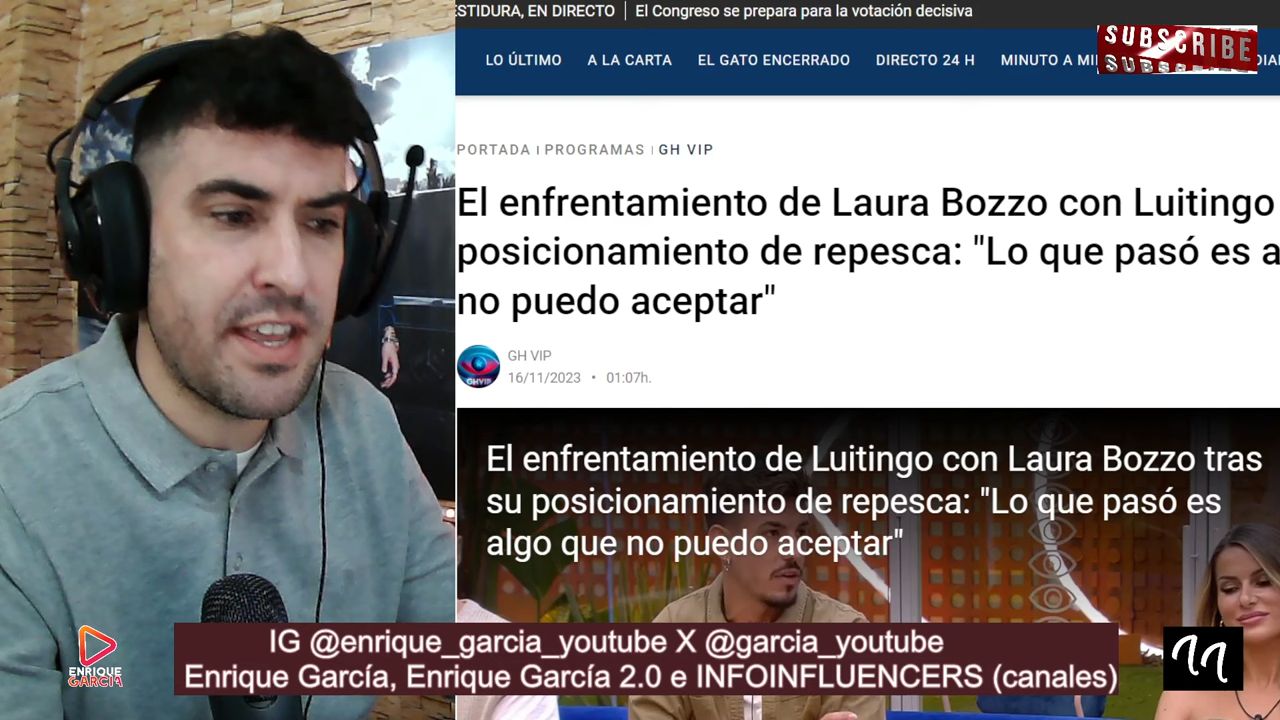 ESTIDURA, EN DIRECTO
El Congreso se prepara para la votación decisiva
SUBSCRIBE
LO ÚLTIMO
A LA CARTA
EL GATO ENCERRADO
DIRECTO 24 H
MINUTO A MI
PORTADA
PROGRAMAS
GH VIP
El enfrentamiento de Laura Bozzo con Luitingo
posicionamiento de repesca: "Lo que pasó es a
no puedo aceptar"
GH VIP
16/11/2023 • 01:07h.
GHVIP
El enfrentamiento de Luitingo con Laura Bozzo tras
su posicionamiento de repesca: "Lo que pasó es
algo que no puedo aceptar"
IG @enrique_garcia_youtube X @garcia_youtube
Enrique García, Enrique García 2.0 e INFOINFLUENCERS (canales)
ENRIQUE
GARCÍA